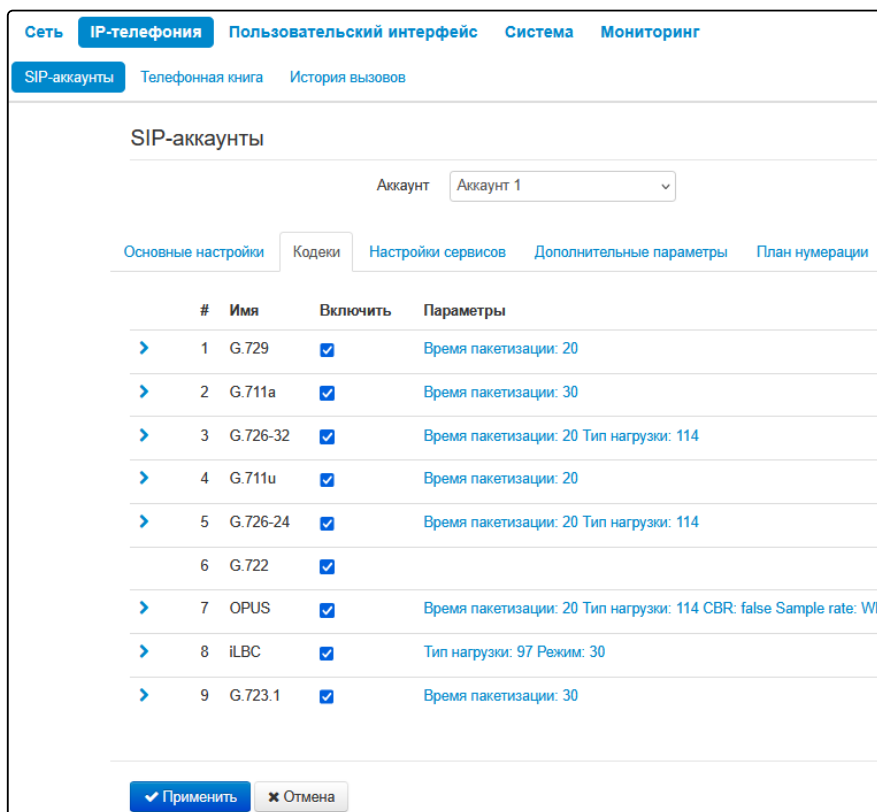 Сеть IP-телефония Пользовательский интерфейс Система Мониторинг
SIP-аккаунты Телефонная книга История вызовов
SIP-аккаунты
Аккаунт Аккаунт 1
Основные настройки Кодеки Настройки сервисов Дополнительные параметры План нумерации
# Имя Включить Параметры
1 G.729 Время пакетизации: 20
2 G.711a Время пакетизации: 30
3 G.726-32 Время пакетизации: 20 Тип нагрузки: 114
4 G.711u Время пакетизации: 20
5 G.726-24 Время пакетизации: 20 Тип нагрузки: 114
6 G.722
7 OPUS Время пакетизации: 20 Тип нагрузки: 114 CBR: false Sample rate:
8 iLBC Тип нагрузки: 97 Режим: 30
9 G.723.1 Время пакетизации: 30
Применить Отмена